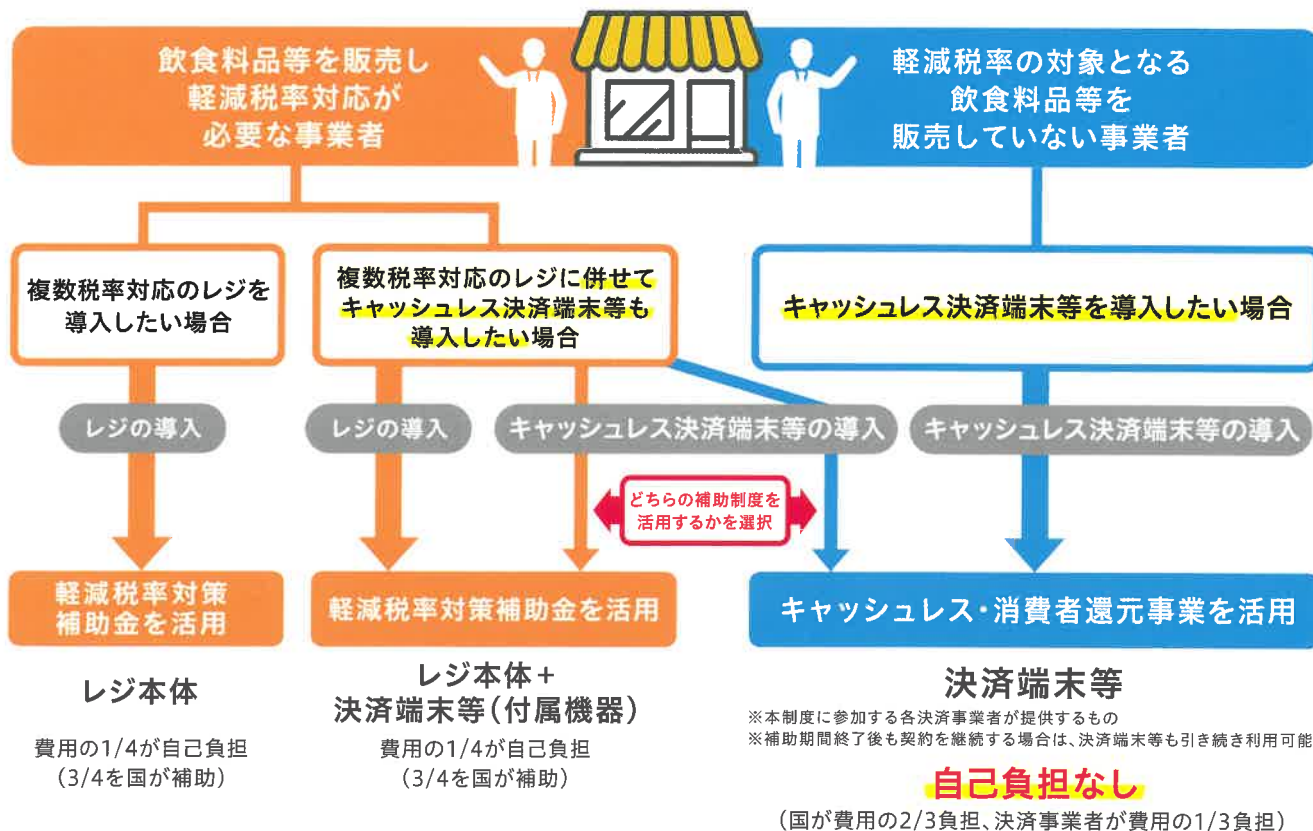 飲食料品等を販売し
軽減税率対応が
必要な事業者
軽減税率の対象となる
飲食料品等を
販売していない事業者
複数税率対応のレジを
導入したい場合
複数税率対応のレジに併せて
キャッシュレス決済端末等も
導入したい場合
キャッシュレス決済端末等を導入したい場合
レジの導入
レジの導入
キャッシュレス決済端末等の導入
キャッシュレス決済端末等の導入
どちらの補助制度を
活用するかを選択
軽減税率対策
補助金を活用
軽減税率対策補助金を活用
キャッシュレス・消費者還元事業を活用
レジ本体
費用の1/4が自己負担
(3/4を国が補助)
レジ本体+
決済端末等(付属機器)
費用の1/4が自己負担
(3/4を国が補助)
決済端末等
※本制度に参加する各決済事業者が提供するもの
※補助期間終了後も契約を継続する場合は、決済端末等も引き続き利用可能
自己負担なし
(国が費用の2/3負担、決済事業者が費用の1/3負担)